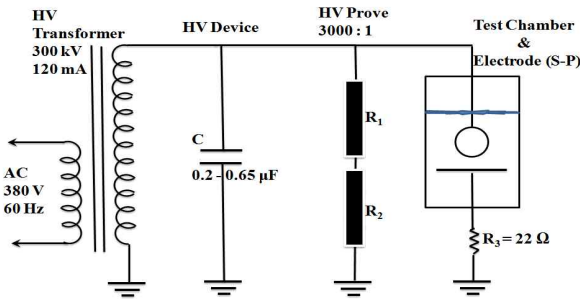 HV
Transformer
300 kV
120 mA
HV Device
HV Prove
3000 : 1
Test Chamber
&
Electrode (S-P)
AC
380 V
60 Hz
C
0.2 - 0.65 μF
R1
R2
R3 = 22 Ω